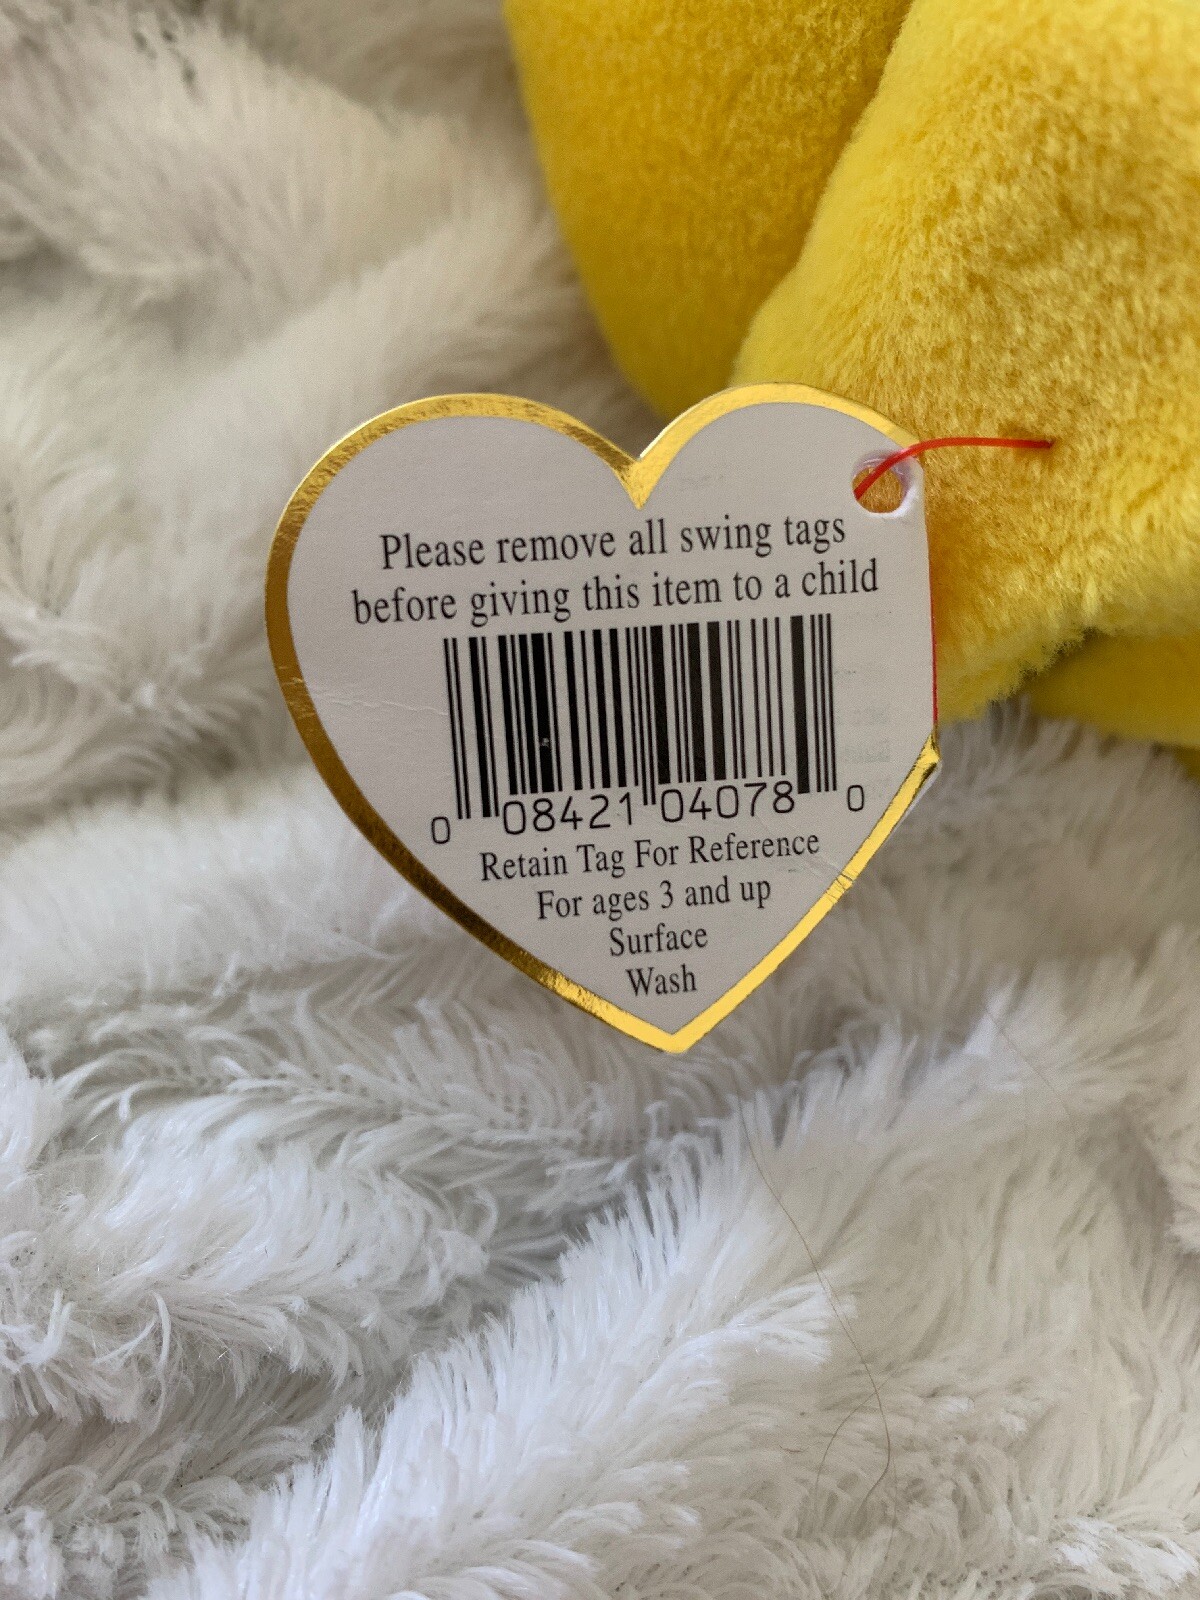 Please remove all swing tags
before giving this item to a child
0 08421 04078 0
Retain Tag For Reference
For ages 3 and up
Surface
Wash